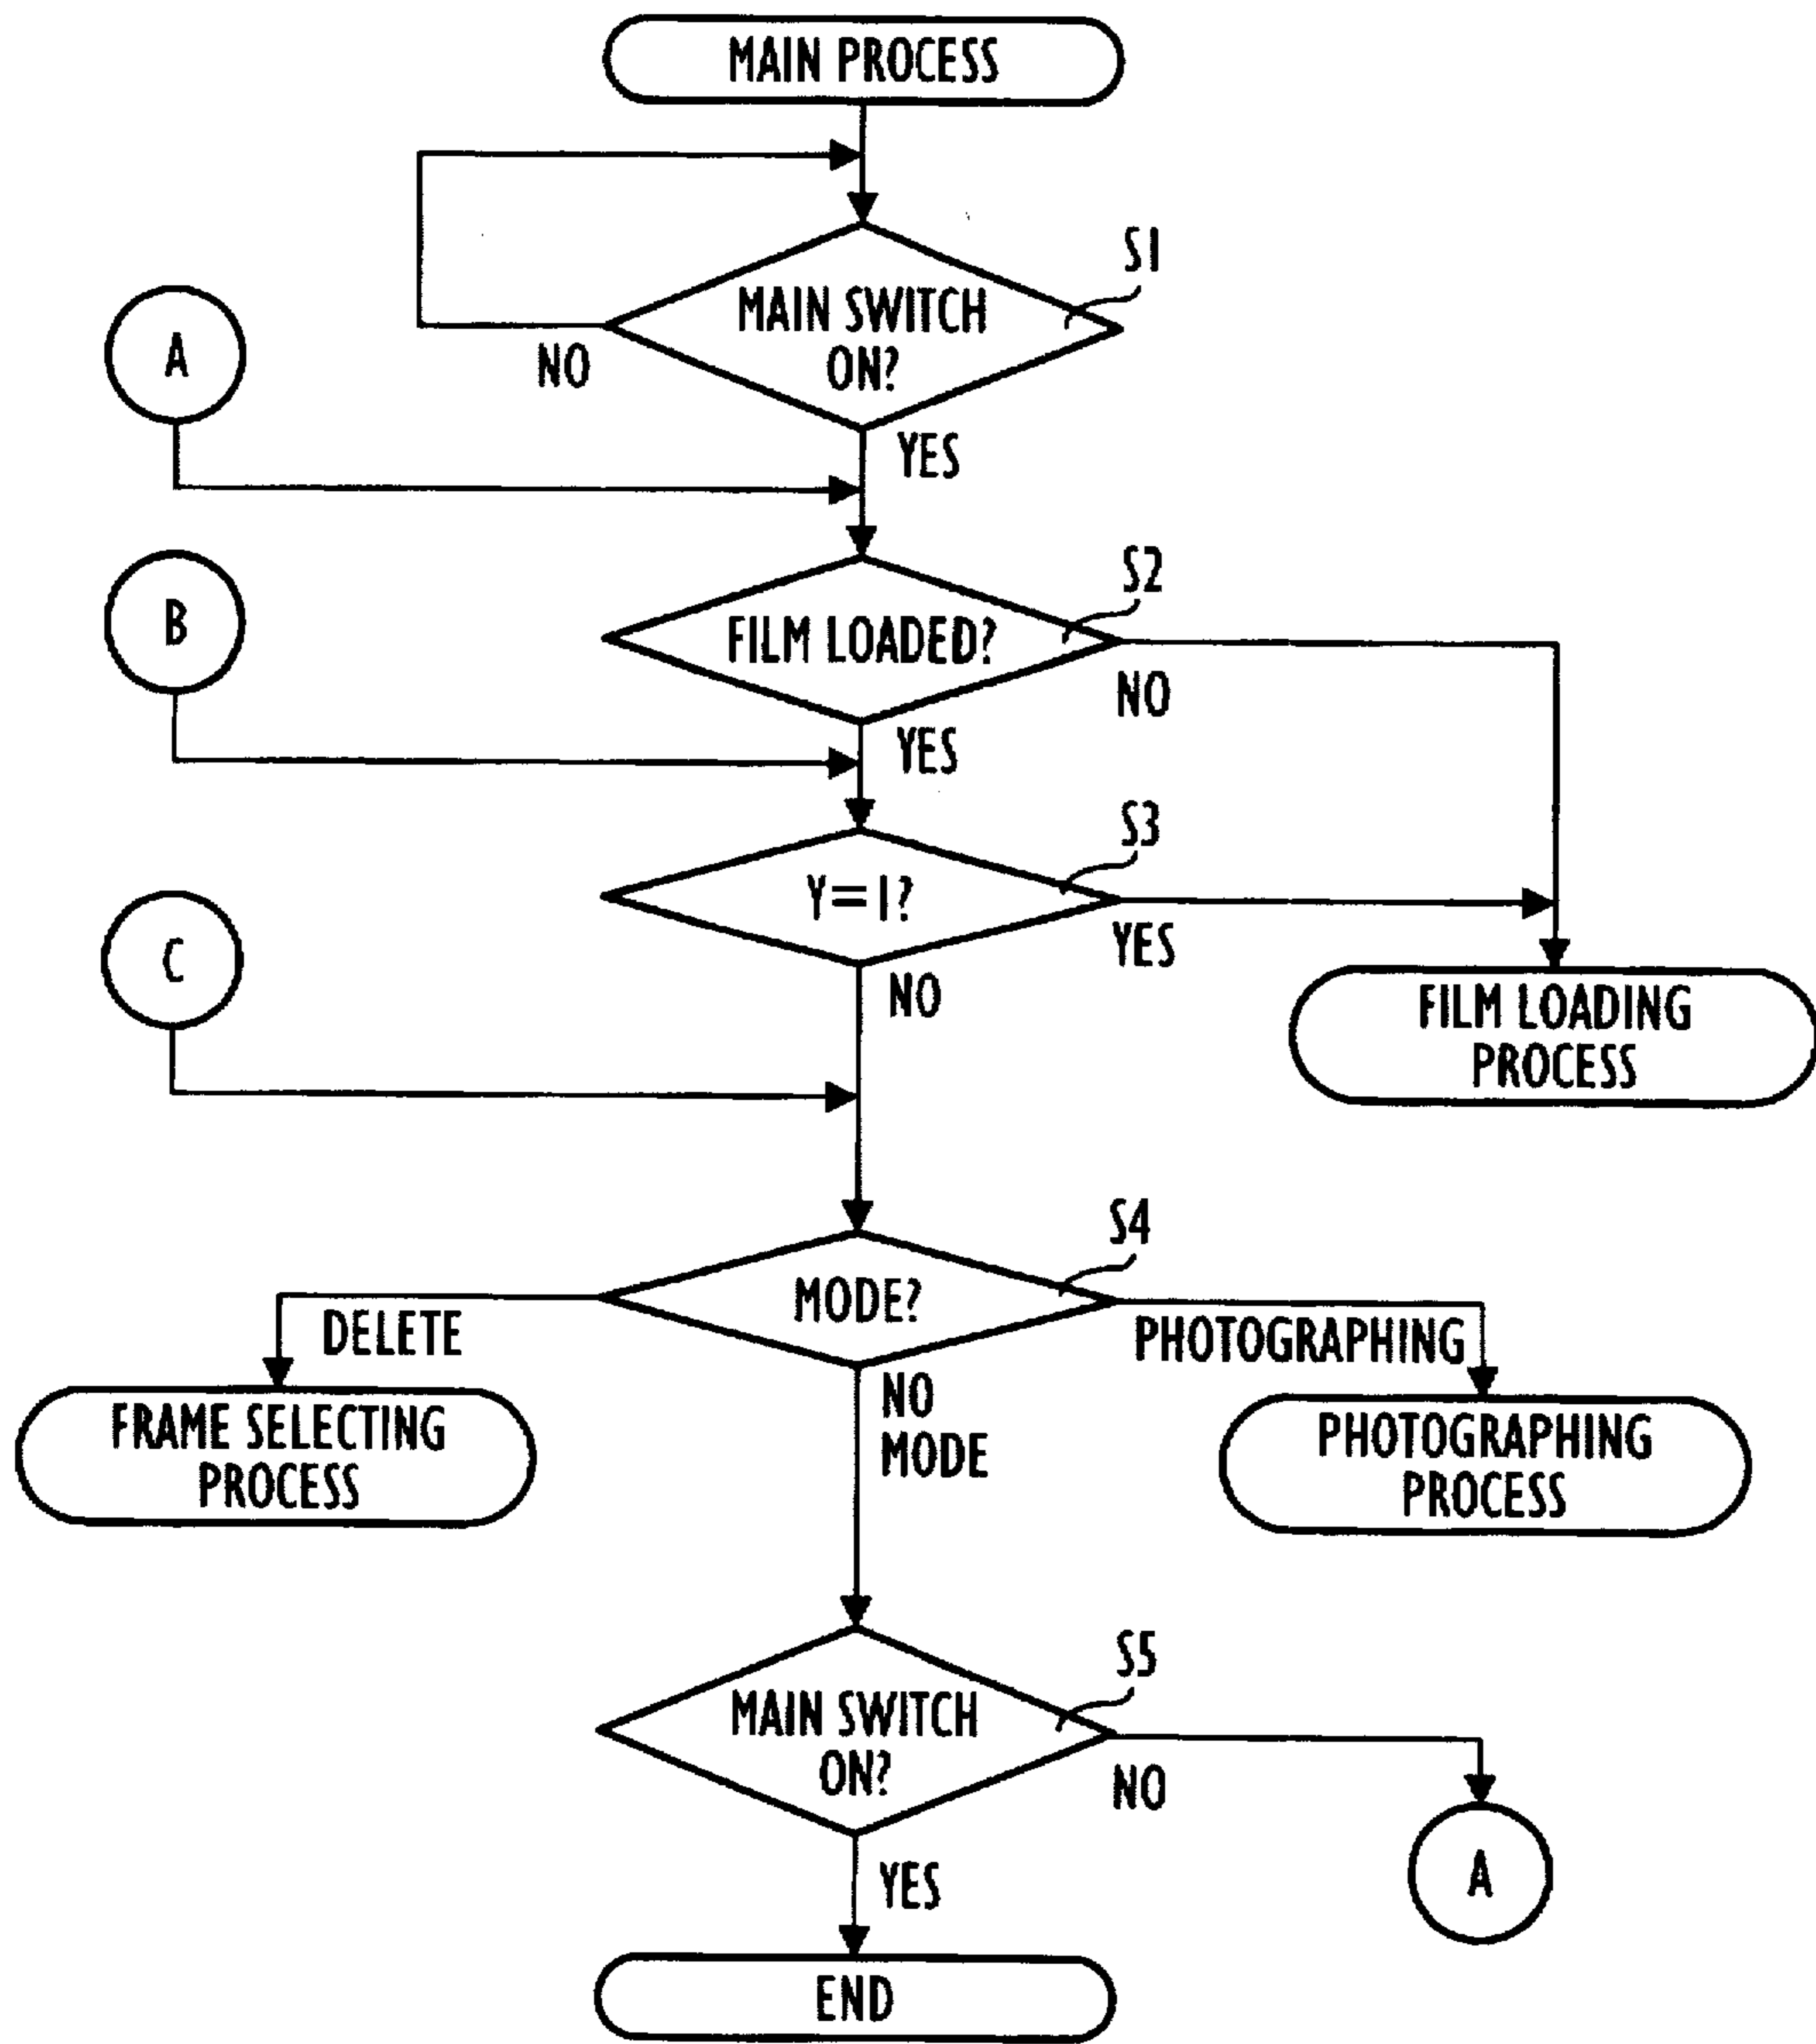 MAIN PROCESS
S1
MAIN SWITCH
ON?
NO
A
YES
S2
B
FILM LOADED?
NO
YES
S3
Y=1?
YES
C
NO
FILM LOADING
PROCESS
S4
MODE?
DELETE
PHOTOGRAPHING
NO
MODE
FRAME SELECTING
PROCESS
PHOTOGRAPHING
PROCESS
S5
MAIN SWITCH
ON?
NO
A
YES
END